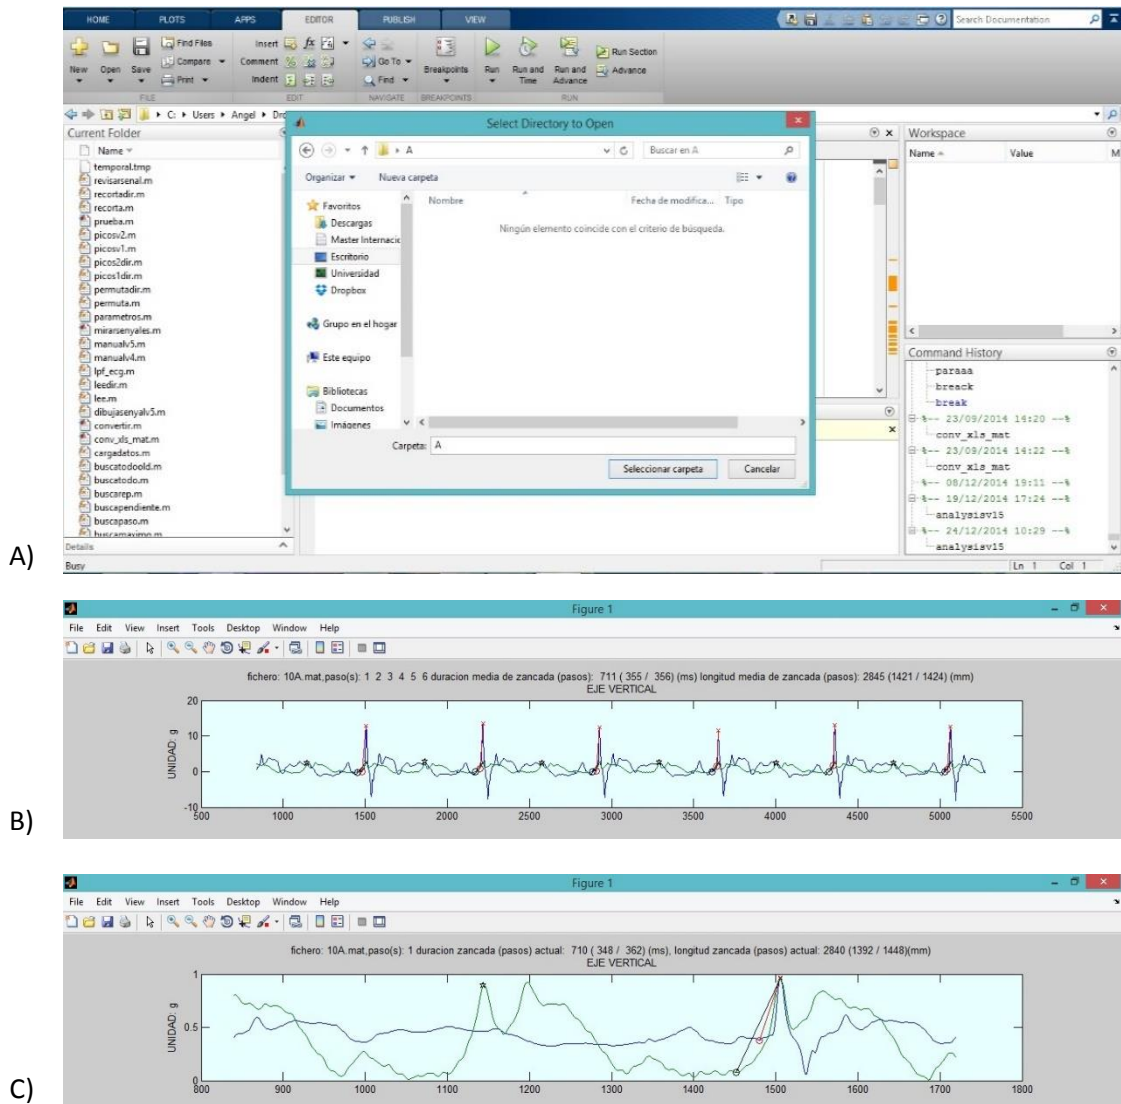 HOME PLOTS APPS EDITOR PUBLISH VIEW Search Documentation
New Open Save Find Files Compare Print Insert Comment Indent fx Go To Find Breakpoints Run Run and Time Run and Advance Run Section Advance
FILE EDIT NAVIGATE BREAKPOINTS RUN
C: Users Angel
Current Folder
Name
temporal.tmp
revisarsenal.m
recortadir.m
recorta.m
prueba.m
picosv2.m
picosv1.m
picos2dir.m
picos1dir.m
permutadir.m
permuta.m
parametros.m
mirarsenyales.m
manualv5.m
manualv4.m
lpf_ecg.m
leedir.m
lee.m
dibujasenyalv5.m
convertir.m
conv_xls_mat.m
cargadatos.m
buscatodoold.m
buscatodo.m
buscarep.m
buscapendiente.m
buscapaso.m
buscamaximo.m
Details
Busy
Select Directory to Open
A Buscar en A
Organizar Nueva carpeta
Favoritos
Descargas
Master Internacic
Escritorio
Universidad
Dropbox
Grupo en el hogar
Este equipo
Bibliotecas
Documentos
Imágenes
Nombre Fecha de modifica... Tipo
Ningún elemento coincide con el criterio de búsqueda.
Carpeta: A
Seleccionar carpeta Cancelar
Workspace
Name Value M
Command History
paraaa
breack
break
%-- 23/09/2014 14:20 --%
conv_xls_mat
%-- 23/09/2014 14:22 --%
conv_xls_mat
%-- 08/12/2014 19:11 --%
%-- 19/12/2014 17:24 --%
analysisv15
%-- 24/12/2014 10:29 --%
analysisv15
Ln 1 Col 1
A)
Figure 1
File Edit View Insert Tools Desktop Window Help
fichero: 10A.mat,paso(s): 1 2 3 4 5 6 duracion media de zancada (pasos): 711 ( 355 / 356) (ms) longitud media de zancada (pasos): 2845 (1421 / 1424) (mm)
EJE VERTICAL
UNIDAD: g
20
10
0
-10
500 1000 1500 2000 2500 3000 3500 4000 4500 5000 5500
B)
Figure 1
File Edit View Insert Tools Desktop Window Help
fichero: 10A.mat,paso(s): 1 duracion zancada (pasos) actual: 710 ( 348 / 362) (ms), longitud zancada (pasos) actual: 2840 (1392 / 1448)(mm)
EJE VERTICAL
UNIDAD: g
1
0.5
0
800 900 1000 1100 1200 1300 1400 1500 1600 1700 1800
C)